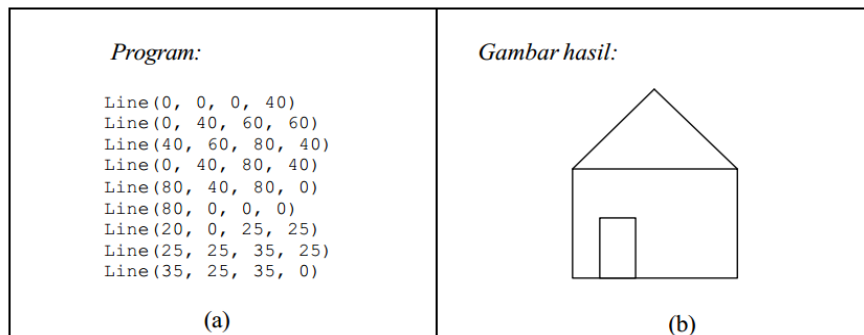 Program:
Line(0, 0, 0, 40)
Line(0, 40, 60, 60)
Line(40, 60, 80, 40)
Line(0, 40, 80, 40)
Line(80, 40, 80, 0)
Line(80, 0, 0, 0)
Line(20, 0, 25, 25)
Line(25, 25, 35, 25)
Line(35, 25, 35, 0)
(a)
Gambar hasil:
(b)